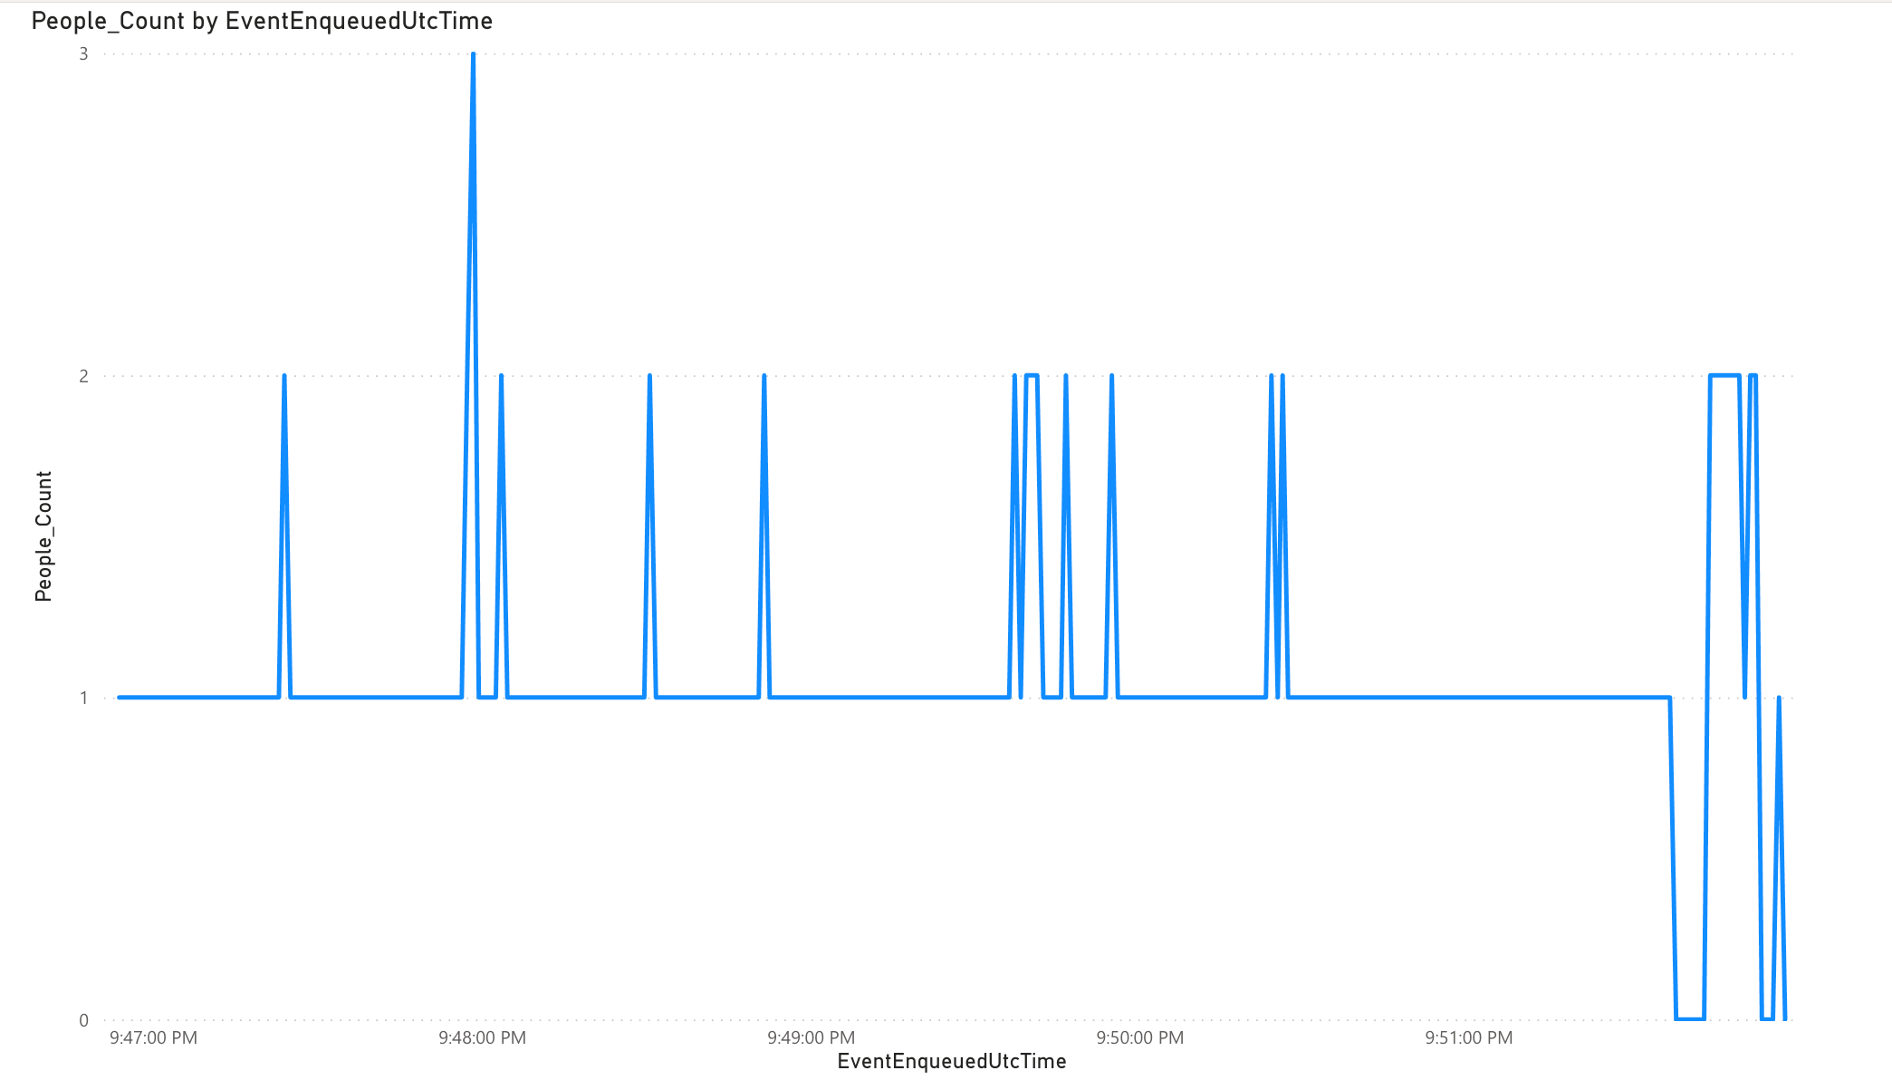 People_Count by EventEnqueuedUtcTime
3
2
1
0
People_Count
9:47:00 PM 9:48:00 PM 9:49:00 PM 9:50:00 PM 9:51:00 PM
EventEnqueuedUtcTime